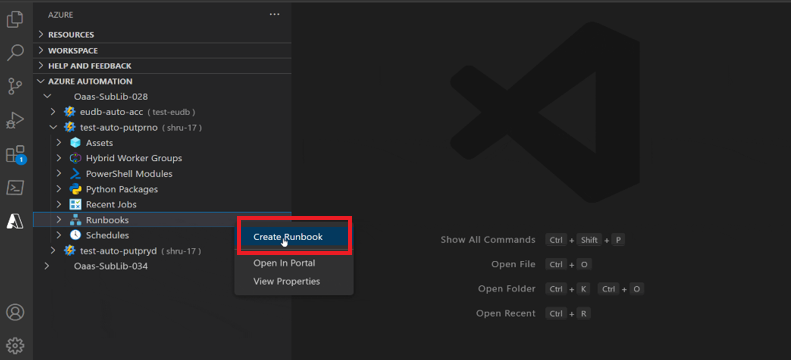 AZURE ...
RESOURCES
WORKSPACE
HELP AND FEEDBACK
AZURE AUTOMATION
Oaas-SubLib-028
eudb-auto-acc ( test-eudb )
test-auto-putprno ( shru-17 )
Assets
Hybrid Worker Groups
PowerShell Modules
Python Packages
Recent Jobs
Runbooks
Schedules
test-auto-putpryd ( shru-17 )
Oaas-SubLib-034
1
Create Runbook
Open In Portal
View Properties
Show All Commands Ctrl + Shift + P
Open File Ctrl + O
Open Folder Ctrl + K Ctrl + O
Open Recent Ctrl + R